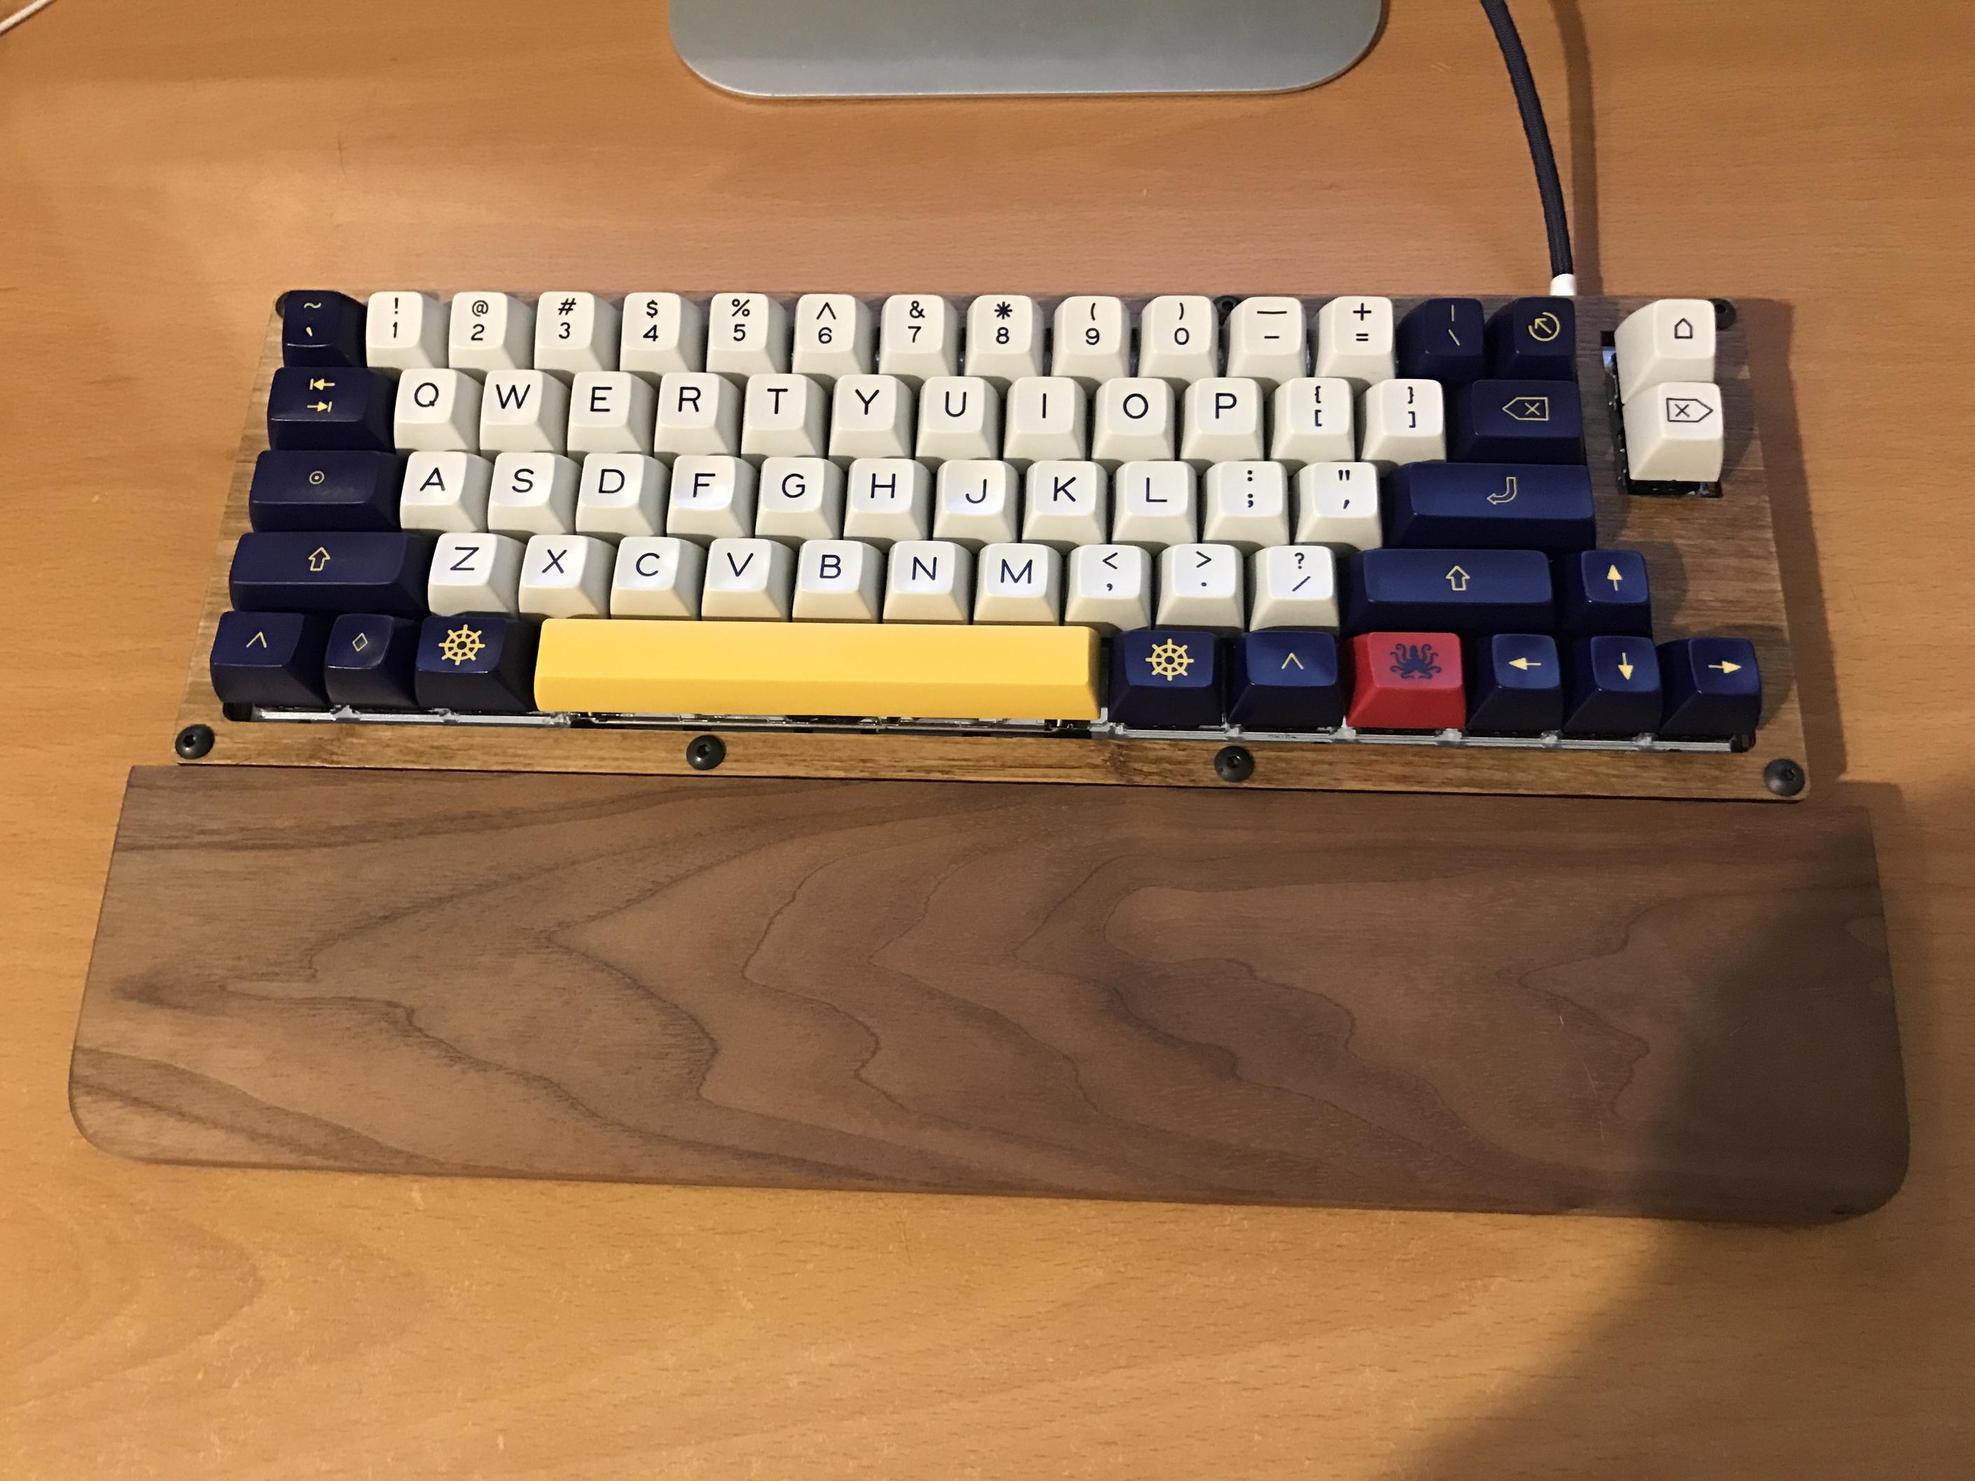 ~ ! @ # $ % ^ & * ( ) — + |
` 1 2 3 4 5 6 7 8 9 0 - = \
Q W E R T Y U I O P { }
[ ]
A S D F G H J K L : "
; '
Z X C V B N M < > ?
, . /
^ ^